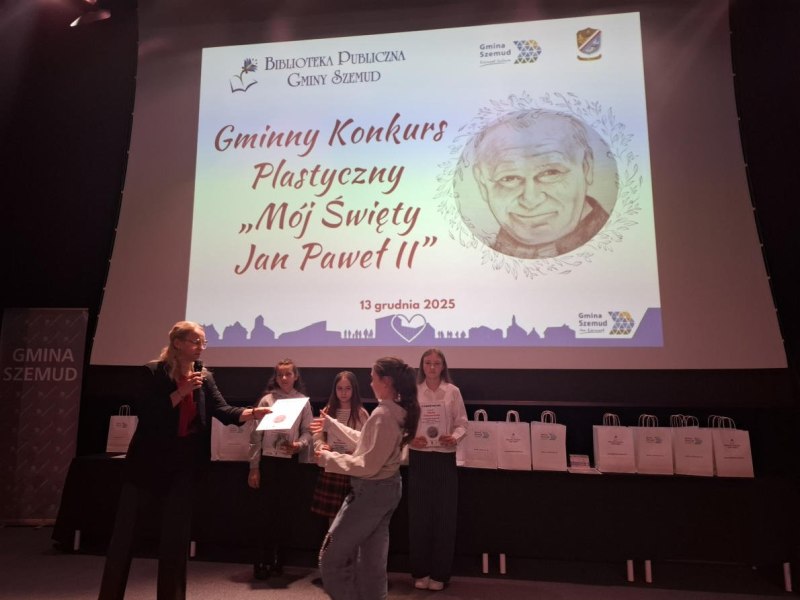 BIBLIOTEKA PUBLICZNA
GMINY SZEMUD
Gmina
Szemud
Gminny Konkurs
Plastyczny
„Mój Święty
Jan Paweł II”
13 grudnia 2025
Gmina
Szemud
GMINA
SZEMUD